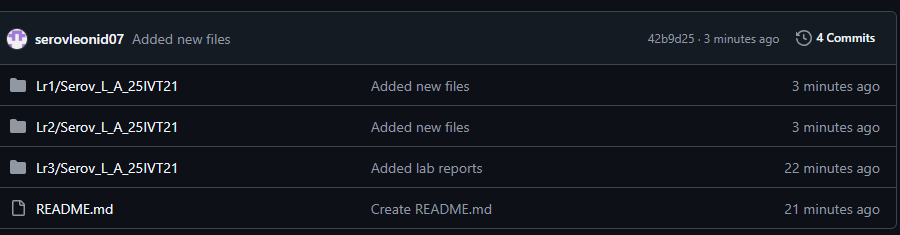 serovleonid07 Added new files 42b9d25 · 3 minutes ago 4 Commits
Lr1/Serov_L_A_25IVT21 Added new files 3 minutes ago
Lr2/Serov_L_A_25IVT21 Added new files 3 minutes ago
Lr3/Serov_L_A_25IVT21 Added lab reports 22 minutes ago
README.md Create README.md 21 minutes ago